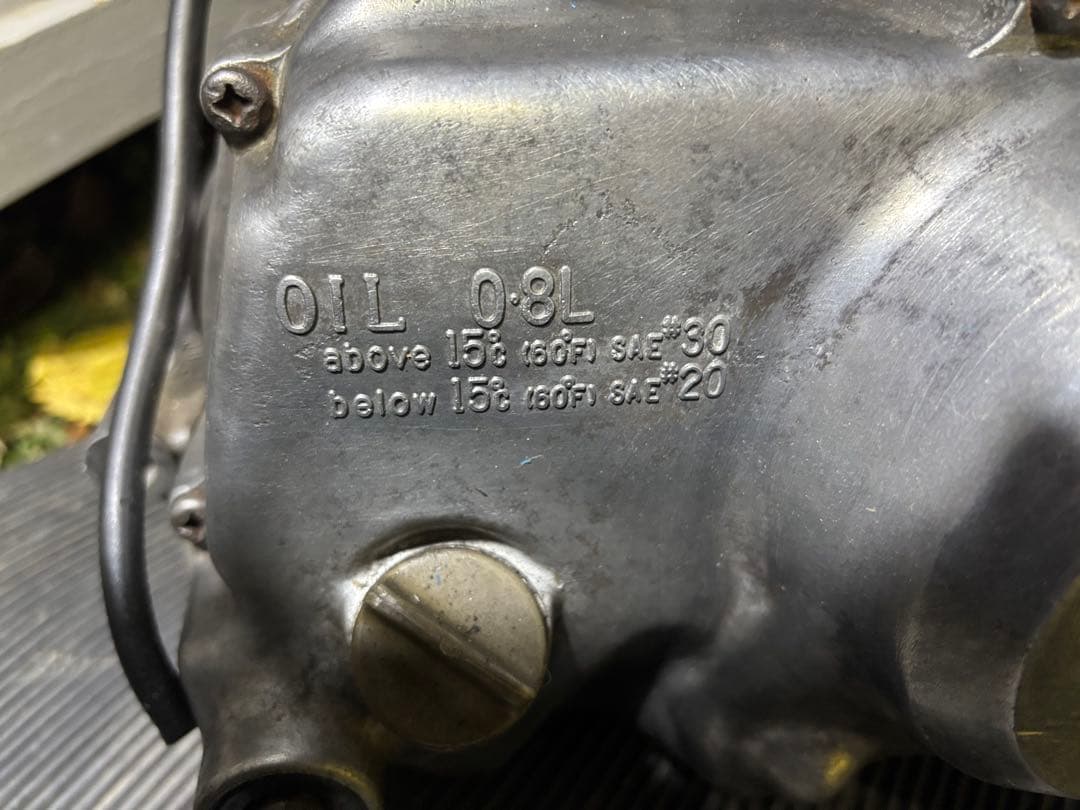 OIL 0.8L
above 15°C (60°F) SAE #30
below 15°C (60°F) SAE #20